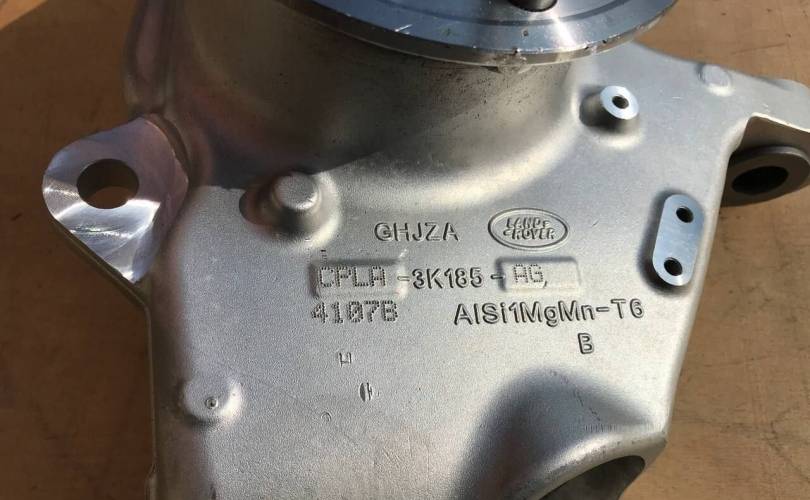 GHJZA LAND- -ROVER
CPLA -3K185- AG
4107B AlSi1MgMn-T6
B